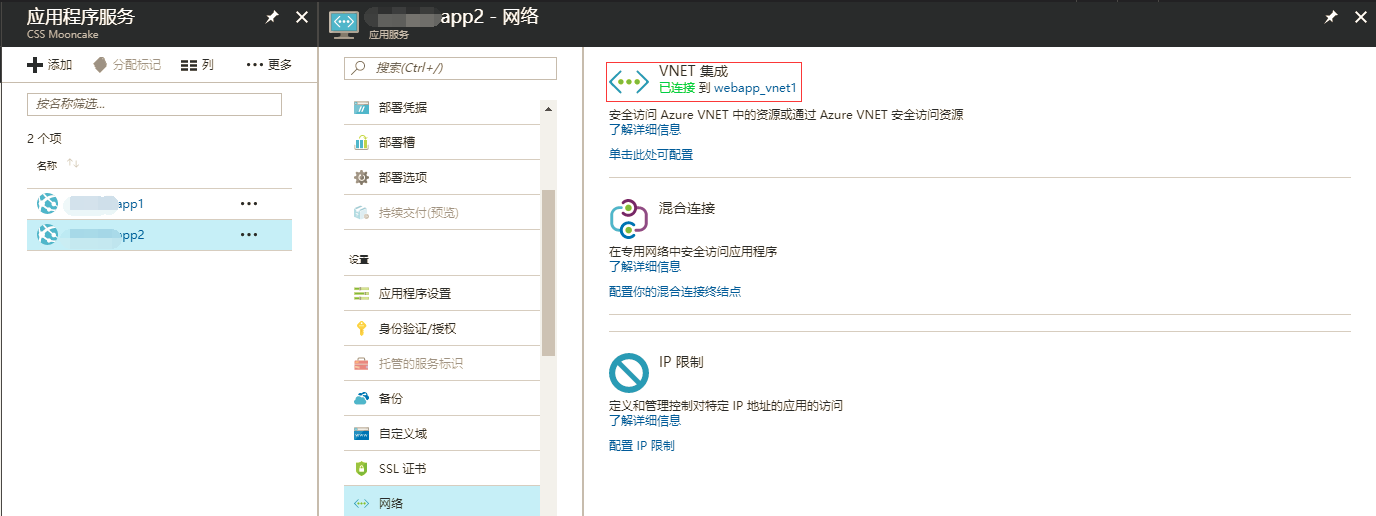 应用程序服务
CSS Mooncake
添加
分配标记
列
更多
按名称筛选...
2 个项
名称
app1
app2
app2 - 网络
应用服务
搜索(Ctrl+/)
部署凭据
部署槽
部署选项
持续交付(预览)
设置
应用程序设置
身份验证/授权
托管的服务标识
备份
自定义域
SSL 证书
网络
VNET 集成
已连接 到 webapp_vnet1
安全访问 Azure VNET 中的资源或通过 Azure VNET 安全访问资源
了解详细信息
单击此处可配置
混合连接
在专用网络中安全访问应用程序
了解详细信息
配置你的混合连接终结点
IP 限制
定义和管理控制对特定 IP 地址的应用的访问
了解详细信息
配置 IP 限制